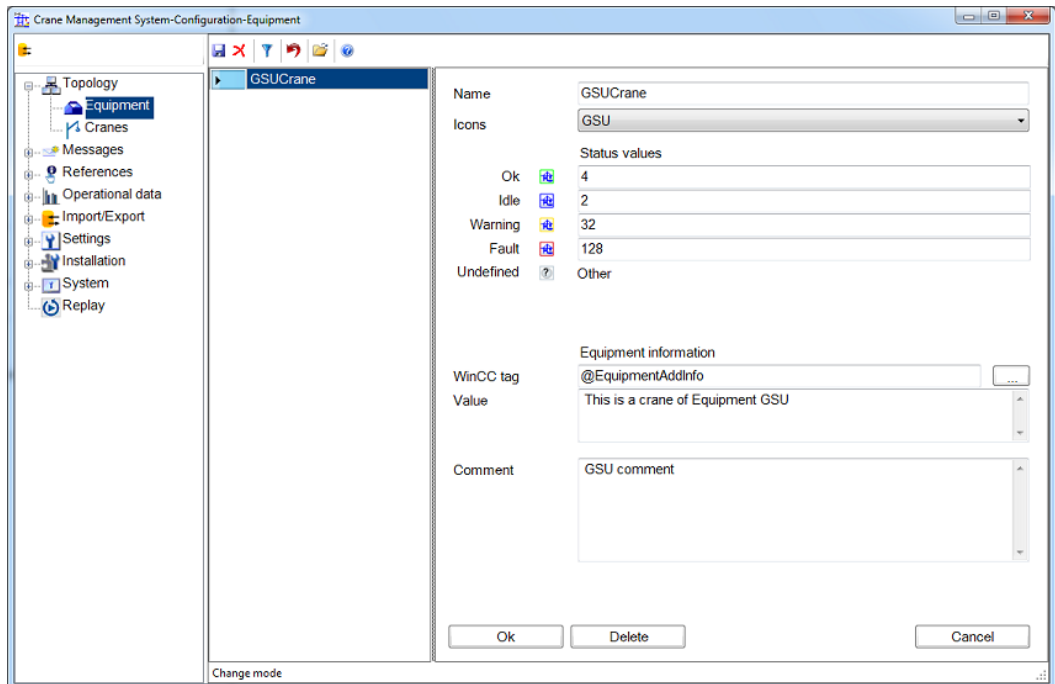 Crane Management System-Configuration-Equipment
Topology
Equipment
Cranes
Messages
References
Operational data
Import/Export
Settings
Installation
System
Replay
GSUCrane
Name GSUCrane
Icons GSU
Status values
Ok 4
Idle 2
Warning 32
Fault 128
Undefined ? Other
Equipment information
WinCC tag @EquipmentAddInfo ...
Value This is a crane of Equipment GSU
Comment GSU comment
Ok Delete Cancel
Change mode